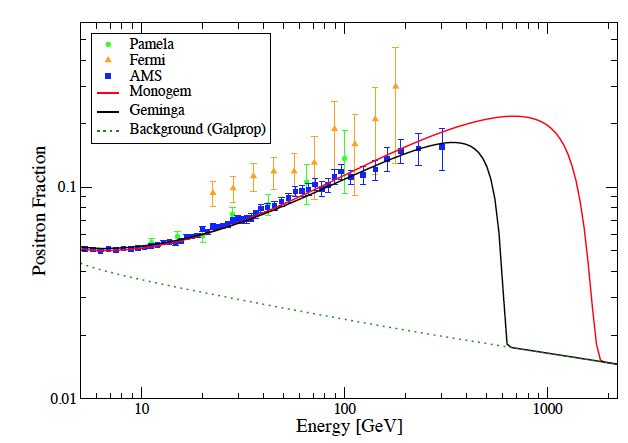 Pamela
Fermi
AMS
Monogem
Geminga
Background (Galprop)
Positron Fraction
0.1
0.01
10
100
1000
Energy [GeV]